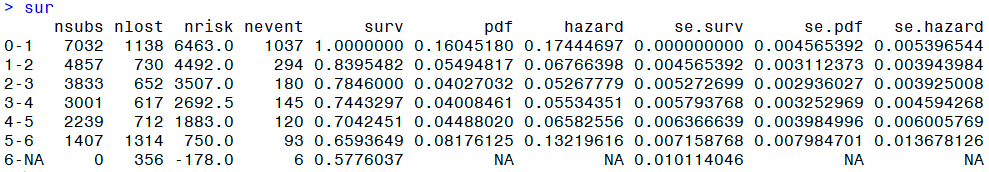 > sur
nsubs nlost nrisk nevent surv pdf hazard se.surv se.pdf se.hazard
0-1 7032 1138 6463.0 1037 1.0000000 0.16045180 0.17444697 0.000000000 0.004565392 0.005396544
1-2 4857 730 4492.0 294 0.8395482 0.05494817 0.06766398 0.004565392 0.003112373 0.003943984
2-3 3833 652 3507.0 180 0.7846000 0.04027032 0.05267779 0.005272699 0.002936027 0.003925008
3-4 3001 617 2692.5 145 0.7443297 0.04008461 0.05534351 0.005793768 0.003252969 0.004594268
4-5 2239 712 1883.0 120 0.7042451 0.04488020 0.06582556 0.006366639 0.003984996 0.006005769
5-6 1407 1314 750.0 93 0.6593649 0.08176125 0.13219616 0.007158768 0.007984701 0.013678126
6-NA 0 356 -178.0 6 0.5776037 NA NA 0.010114046 NA NA